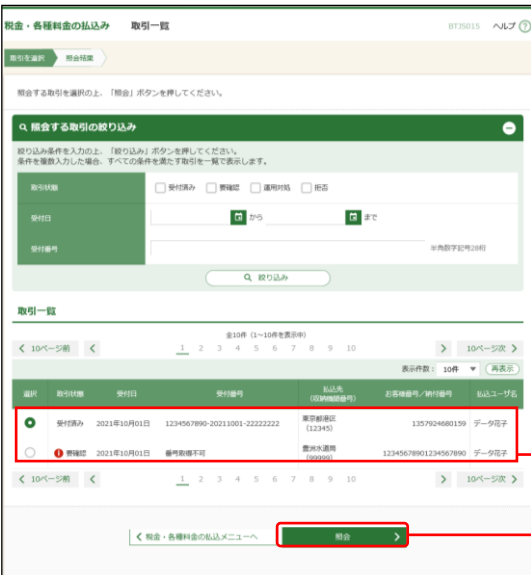 税金・各種料金の払込み 取引一覧 BTJS015 ヘルプ ?
取引を選択 照会結果
照会する取引を選択の上、「照会」ボタンを押してください。
照会する取引の絞り込み
絞り込み条件を入力の上、「絞り込み」ボタンを押してください。
条件を複数入力した場合、すべての条件を満たす取引を一覧で表示します。
取引状態 受付済み 要確認 運用対処 拒否
受付日 から まで
受付番号 半角数字記号28桁
絞り込み
取引一覧
全10件（1～10件を表示中）
10ページ前 1 2 3 4 5 6 7 8 9 10 10ページ次
表示件数： 10件 再表示
選択 取引状態 受付日 受付番号 払込先 お客様番号／納付番号 払込ユーザ名
（収納機関番号）
受付済み 2021年10月01日 1234567890-20211001-22222222 東京都港区 1357924680159 データ花子
（12345）
要確認 2021年10月01日 番号取得不可 豊洲水道局 12345678901234567890 データ花子
（99999）
10ページ前 1 2 3 4 5 6 7 8 9 10 10ページ次
税金・各種料金の払込メニューへ 照会